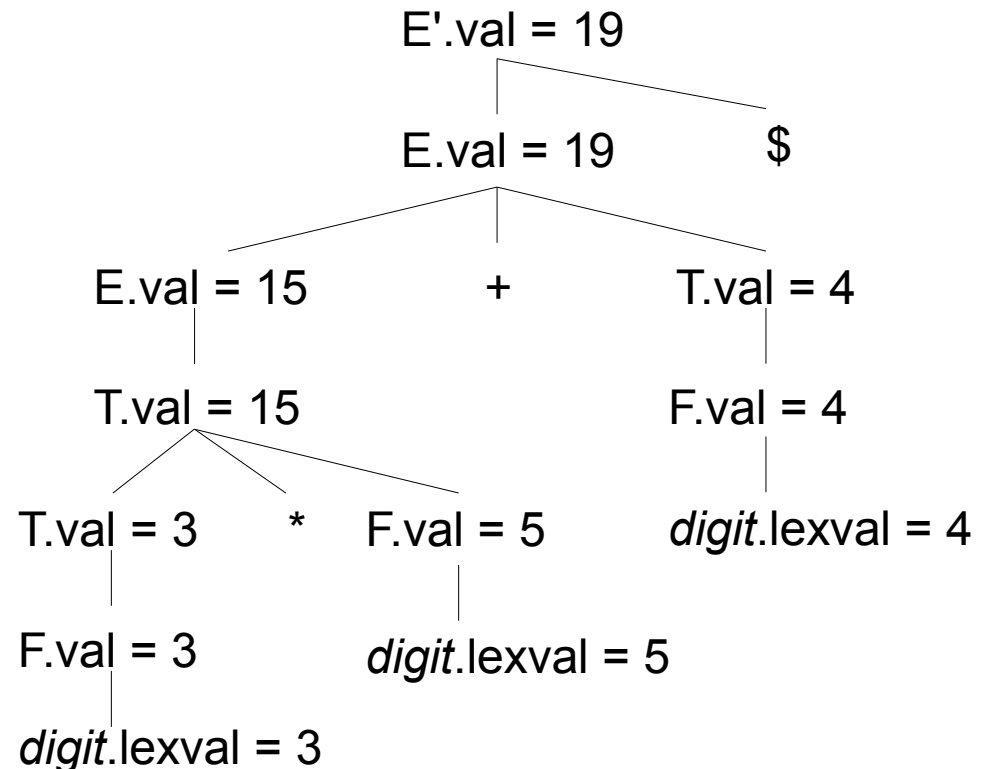 E'.val = 19
E.val = 19 $
E.val = 15 + T.val = 4
T.val = 15 F.val = 4
T.val = 3 * F.val = 5 digit.lexval = 4
F.val = 3 digit.lexval = 5
digit.lexval = 3